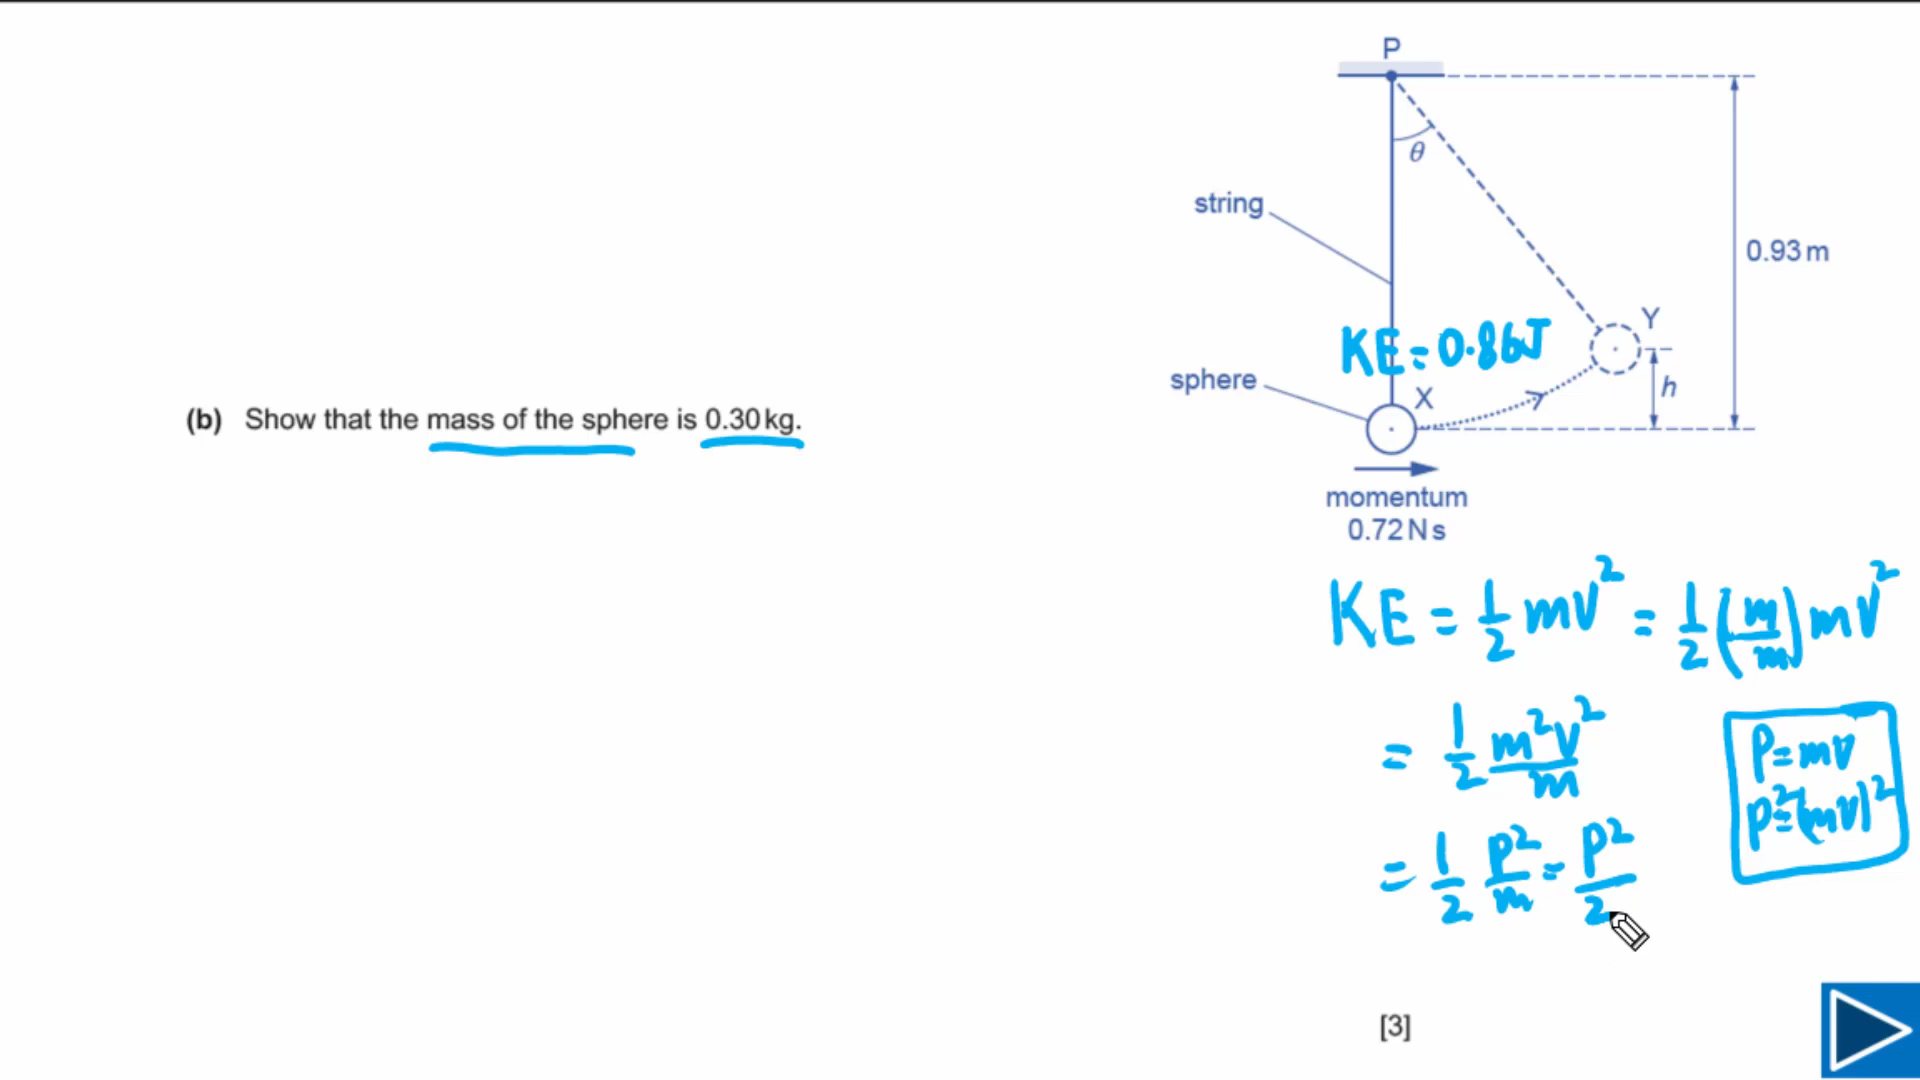 P
θ
string
0.93 m
Y
KE = 0.86J
sphere
X
h
(b) Show that the mass of the sphere is 0.30 kg.
momentum
0.72 N s
KE = 1/2 mv² = 1/2 (m/m) mv²
= 1/2 m²v²/m
P = mv
P² = (mv)²
= 1/2 P²/m = P²/2
[3]